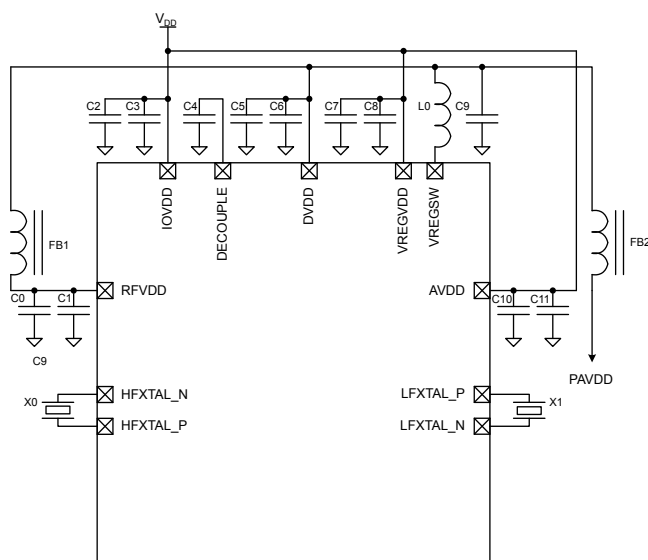 VDD
C2
C3
C4
C5
C6
C7
C8
L0
C9
IOVDD
DECOUPLE
DVDD
VREGVDD
VREGSW
FB1
FB2
C0
C1
RFVDD
AVDD
C10
C11
C9
PAVDD
HFXTAL_N
LFXTAL_P
X0
X1
HFXTAL_P
LFXTAL_N